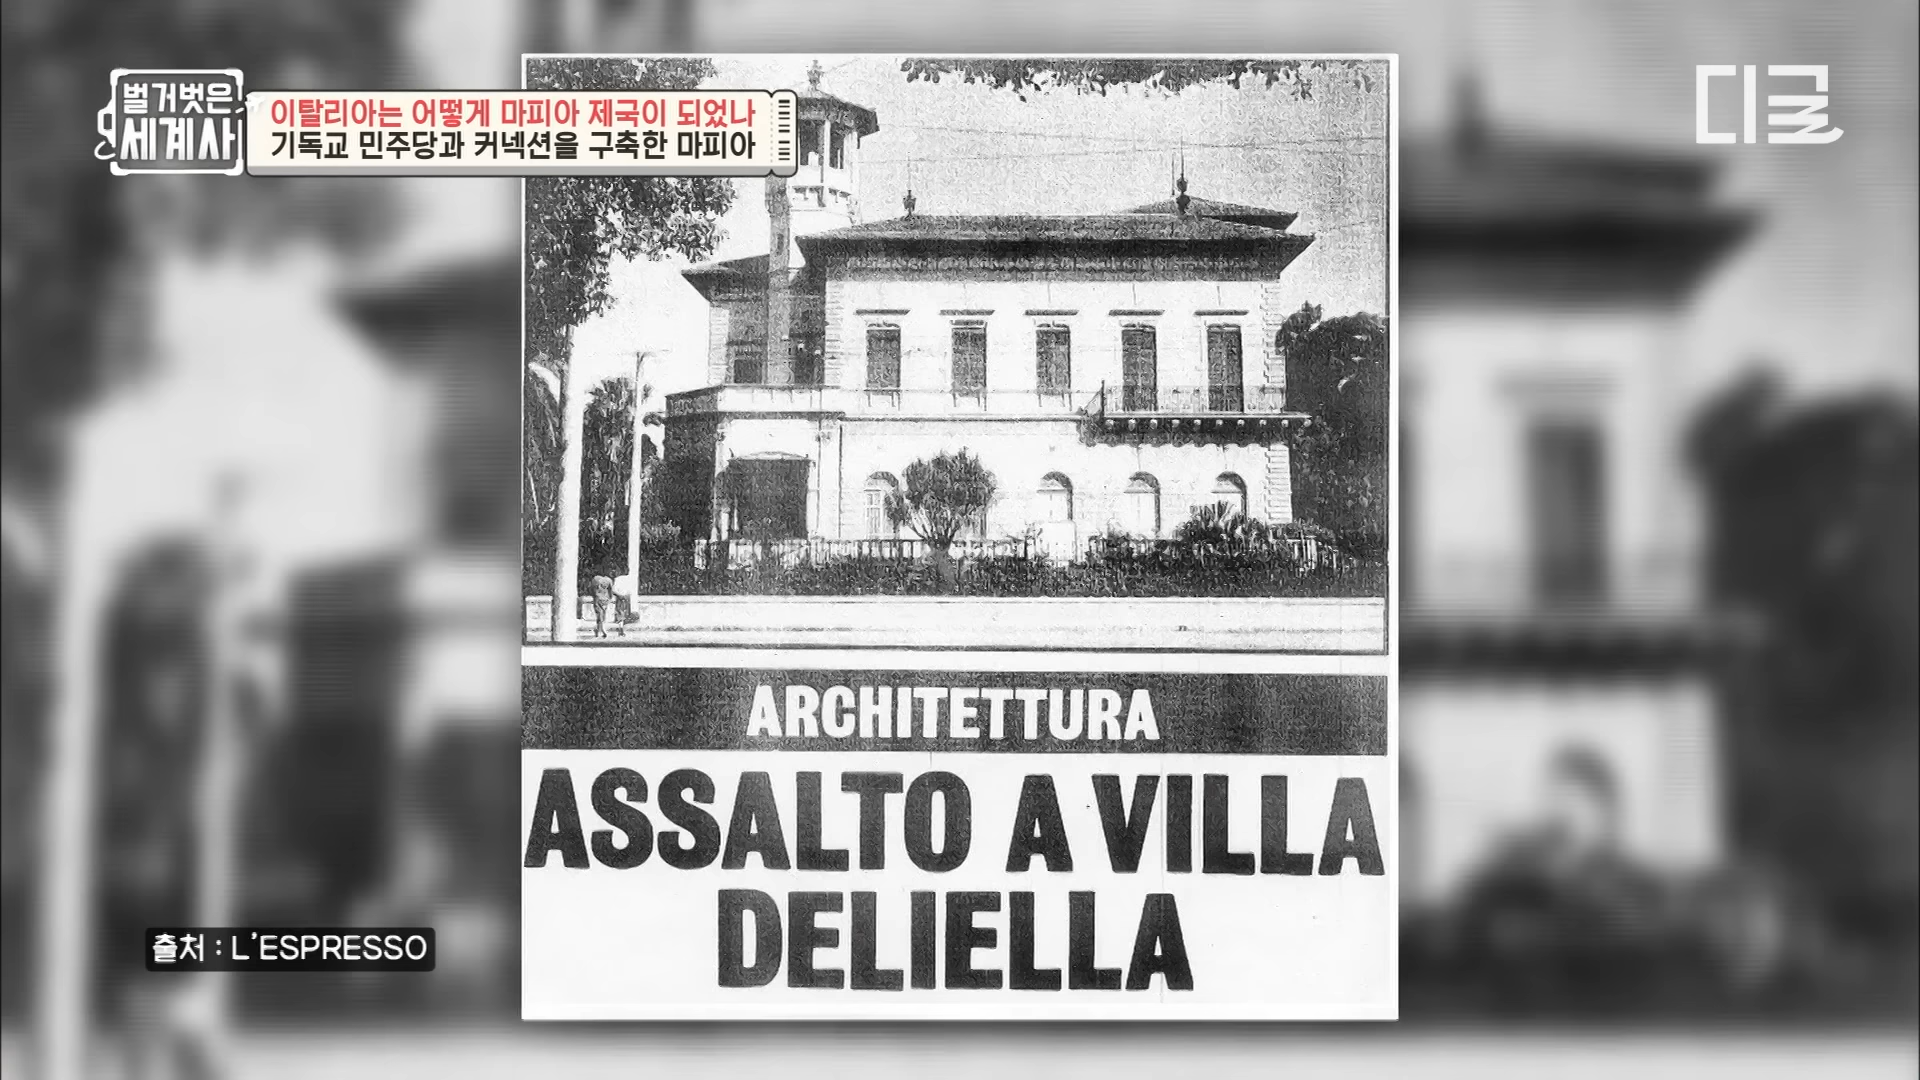 벌거벗은
세계사
이탈리아는 어떻게 마피아 제국이 되었나
기독교 민주당과 커넥션을 구축한 마피아
디글
ARCHITETTURA
ASSALTO A VILLA
DELIELLA
출처 : L'ESPRESSO